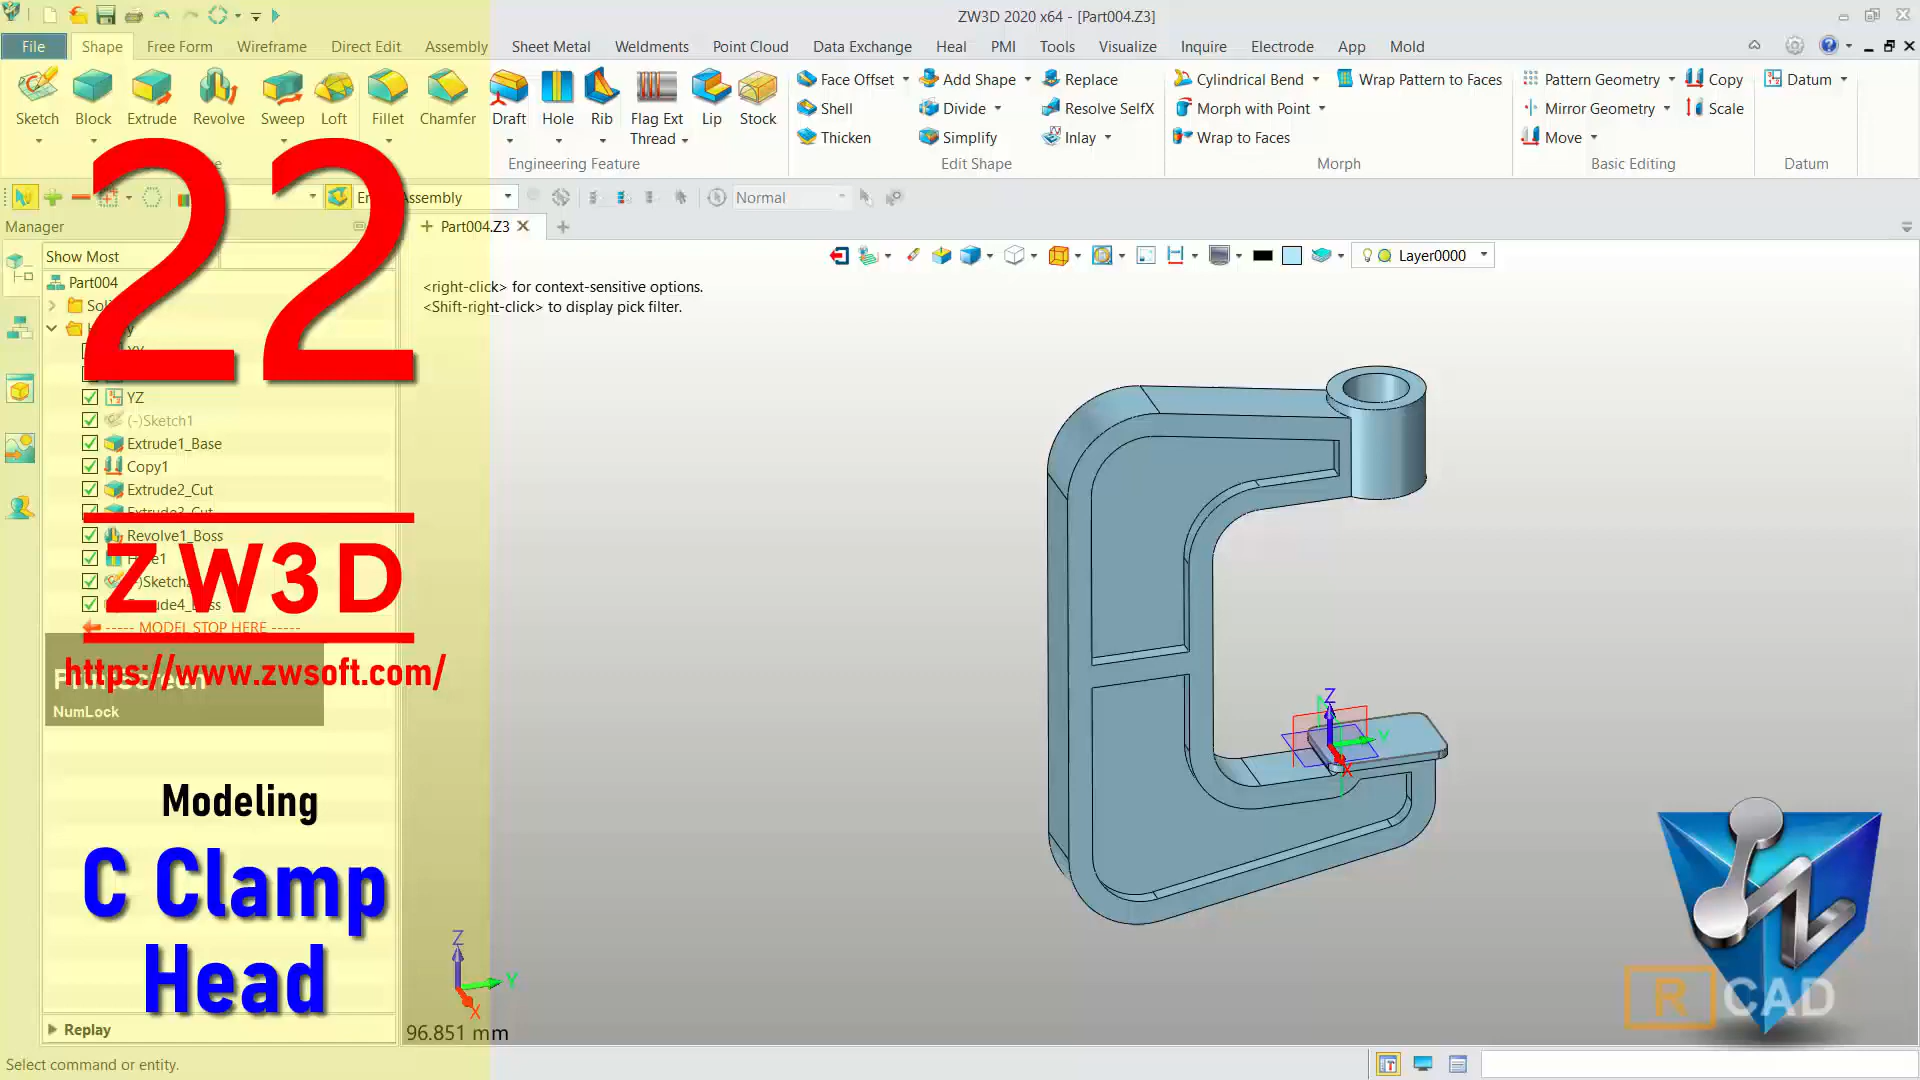 ZW3D 2020 x64 - [Part004.Z3]
File Shape Free Form Wireframe Direct Edit Assembly Sheet Metal Weldments Point Cloud Data Exchange Heal PMI Tools Visualize Inquire Electrode App Mold
Sketch Block Extrude Revolve Sweep Loft Fillet Chamfer Draft Hole Rib Flag Ext Thread Lip Stock
Engineering Feature
Face Offset Add Shape Replace
Shell Divide Resolve SelfX
Thicken Simplify Inlay
Edit Shape
Cylindrical Bend Wrap Pattern to Faces
Morph with Point
Wrap to Faces
Morph
Pattern Geometry Copy
Mirror Geometry Scale
Move
Basic Editing
Datum
Datum
22
Assembly
Normal
Manager
Part004.Z3
Show Most
Layer0000
Part004
<right-click> for context-sensitive options.
<Shift-right-click> to display pick filter.
YZ
(-)Sketch1
Extrude1_Base
Copy1
Extrude2_Cut
Extrude3_Cut
Revolve1_Boss
ZW3D
----- MODEL STOP HERE -----
https://www.zwsoft.com/
NumLock
Z
Y
X
Modeling
C Clamp
Head
Z
Y
X
96.851 mm
R CAD
Replay
Select command or entity.